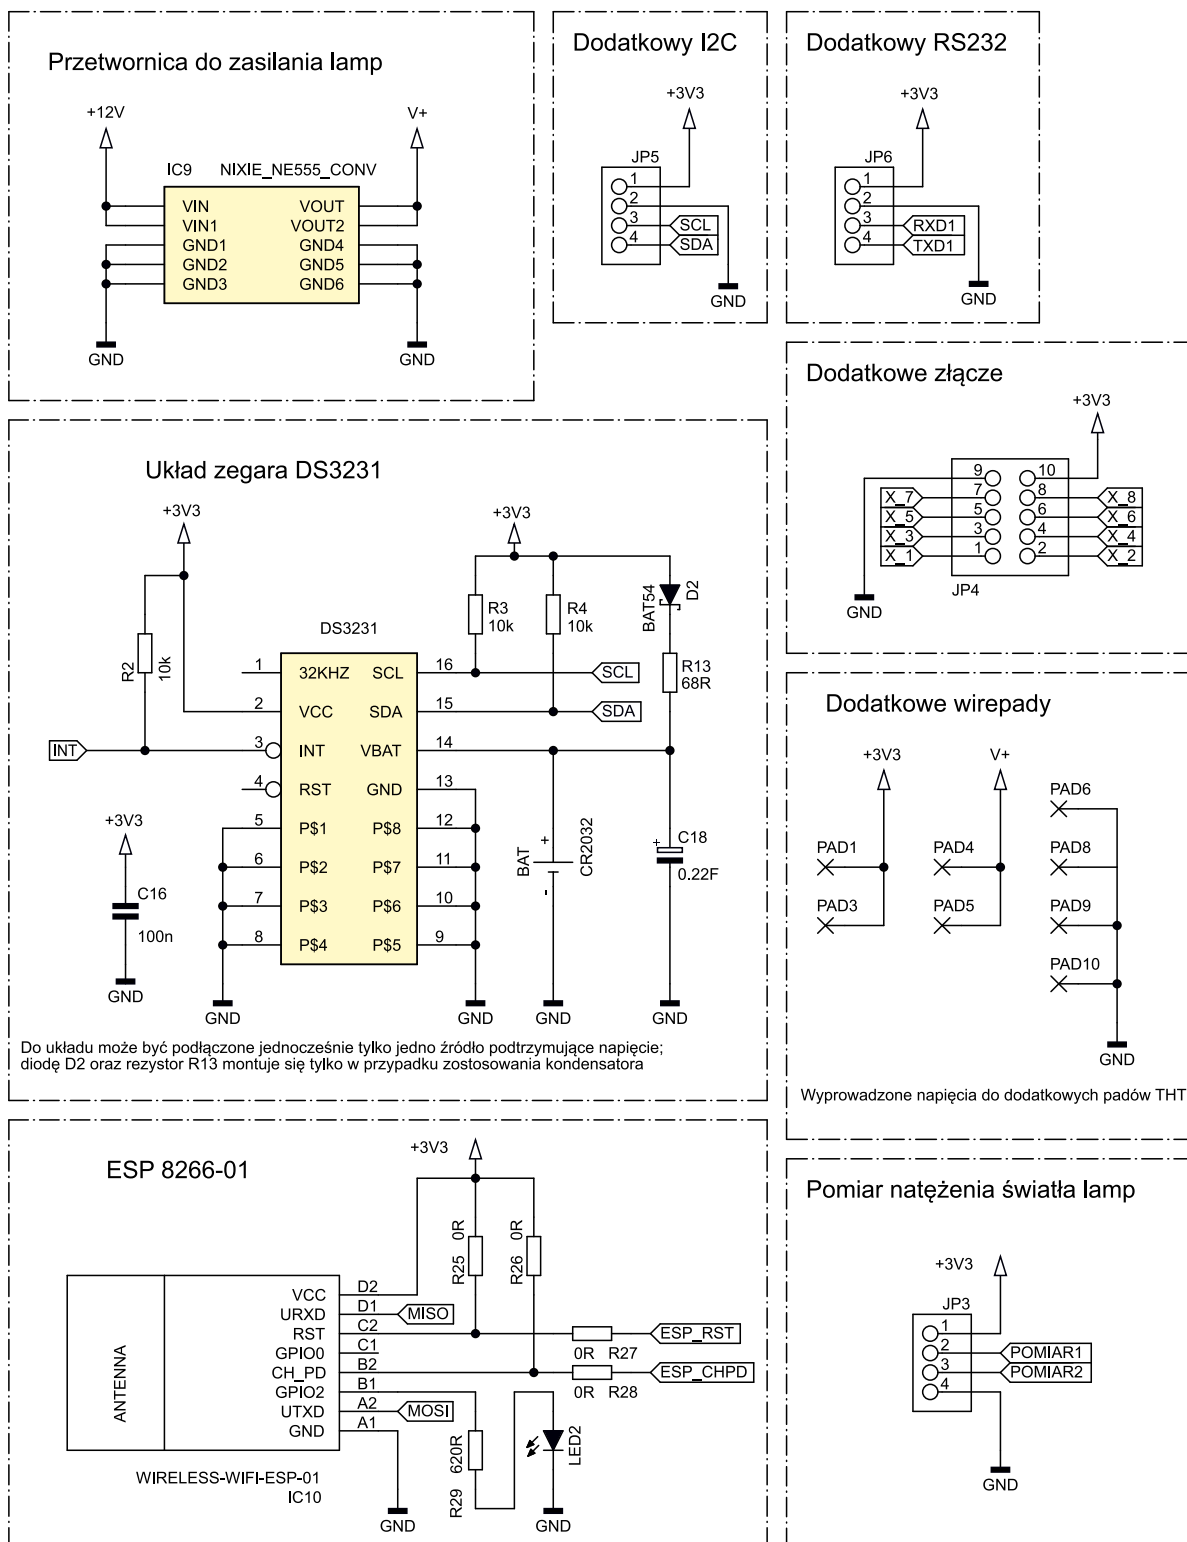 Przetwornica do zasilania lamp
+12V
V+
IC9 NIXIE_NE555_CONV
VIN VOUT
VIN1 VOUT2
GND1 GND4
GND2 GND5
GND3 GND6
GND GND
Dodatkowy I2C
+3V3
JP5
1
2
3 SCL
4 SDA
GND
Dodatkowy RS232
+3V3
JP6
1
2
3 RXD1
4 TXD1
GND
Dodatkowe złącze
+3V3
9 10
X_7 7 8 X_8
X_5 5 6 X_6
X_3 3 4 X_4
X_1 1 2 X_2
GND
JP4
Układ zegara DS3231
+3V3 +3V3
R2 10k
R3 10k
R4 10k
BAT54 D2
R13
68R
DS3231
1 32KHZ SCL 16 SCL
2 VCC SDA 15 SDA
INT 3 INT VBAT 14
4 RST GND 13
5 P$1 P$8 12
6 P$2 P$7 11
7 P$3 P$6 10
8 P$4 P$5 9
+3V3
C16
100n
GND
BAT + - CR2032
+ C18
0.22F
GND GND GND GND
Do układu może być podłączone jednocześnie tylko jedno źródło podtrzymujące napięcie;
diodę D2 oraz rezystor R13 montuje się tylko w przypadku zostosowania kondensatora
Dodatkowe wirepady
+3V3 V+
PAD6
PAD1 PAD4 PAD8
PAD3 PAD5 PAD9
PAD10
GND
Wyprowadzone napięcia do dodatkowych padów THT
ESP 8266-01
+3V3
R25 0R
R26 0R
ANTENNA
VCC D2
URXD D1 MISO
RST C2
GPIO0 C1
CH_PD B2
GPIO2 B1
UTXD A2 MOSI
GND A1
0R R27 ESP_RST
0R R28 ESP_CHPD
R29 620R
LED2
WIRELESS-WIFI-ESP-01
IC10
GND GND
Pomiar natężenia światła lamp
+3V3
JP3
1
2 POMIAR1
3 POMIAR2
4
GND